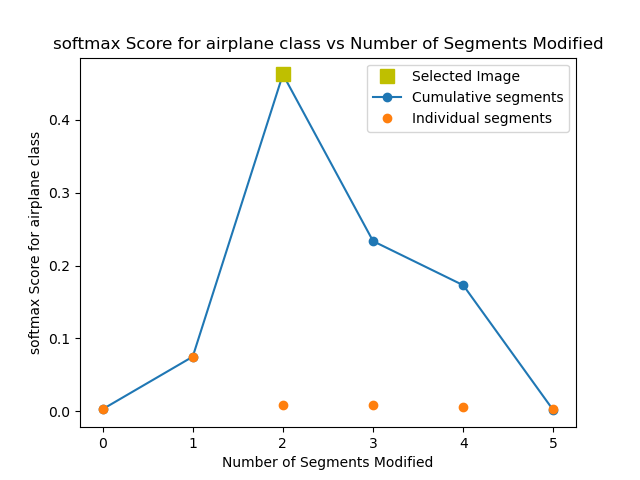 softmax Score for airplane class vs Number of Segments Modified
Selected Image
Cumulative segments
Individual segments
softmax Score for airplane class
0.4
0.3
0.2
0.1
0.0
0 1 2 3 4 5
Number of Segments Modified